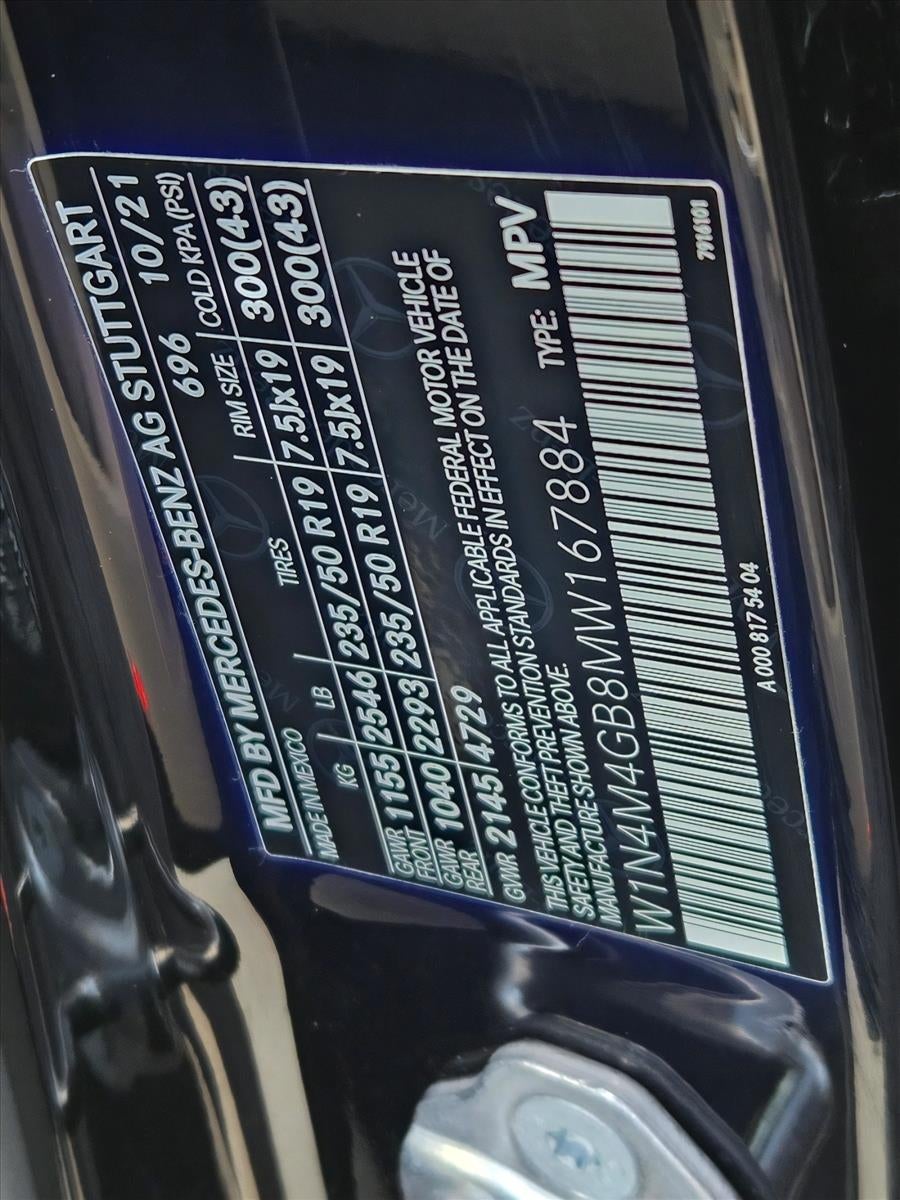 MFD BY MERCEDES-BENZ AG STUTTGART
MADE IN MEXICO 696 10/21
KG LB TIRES RIM SIZE COLD KPA (PSI)
GAWR FRONT 1155 2546 235/50 R19 7.5Jx19 300(43)
GAWR REAR 1040 2293 235/50 R19 7.5Jx19 300(43)
GVWR 2145 4729
THIS VEHICLE CONFORMS TO ALL APPLICABLE FEDERAL MOTOR VEHICLE
SAFETY AND THEFT PREVENTION STANDARDS IN EFFECT ON THE DATE OF
MANUFACTURE SHOWN ABOVE.
W1N4M4GB8MW167884 TYPE: MPV
A 000 817 54 04 7916101